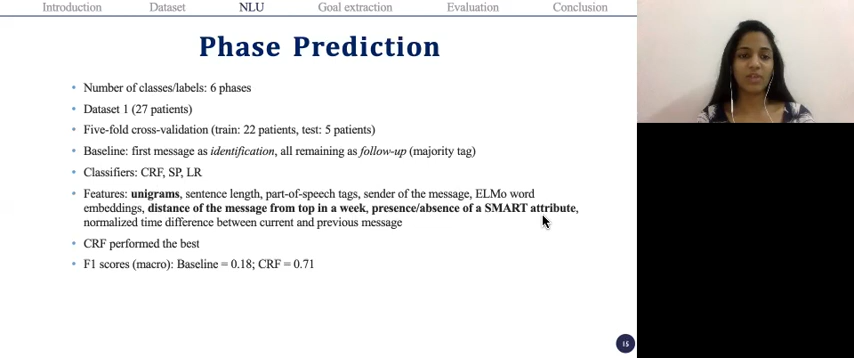 Introduction Dataset NLU Goal extraction Evaluation Conclusion
Phase Prediction
• Number of classes/labels: 6 phases
• Dataset 1 (27 patients)
• Five-fold cross-validation (train: 22 patients, test: 5 patients)
• Baseline: first message as identification, all remaining as follow-up (majority tag)
• Classifiers: CRF, SP, LR
• Features: unigrams, sentence length, part-of-speech tags, sender of the message, ELMo word
embeddings, distance of the message from top in a week, presence/absence of a SMART attribute,
normalized time difference between current and previous message
• CRF performed the best
• F1 scores (macro): Baseline = 0.18; CRF = 0.71
15